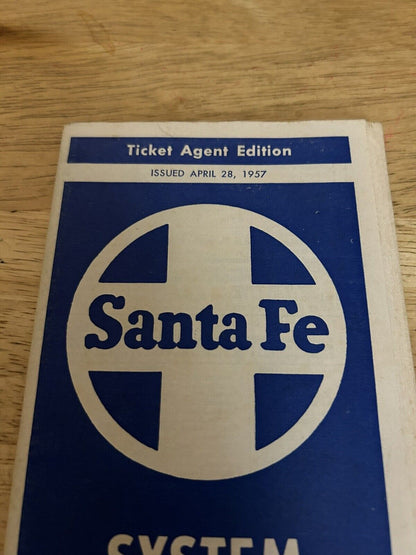 Ticket Agent Edition
ISSUED APRIL 28, 1957
Santa Fe
SYSTEM